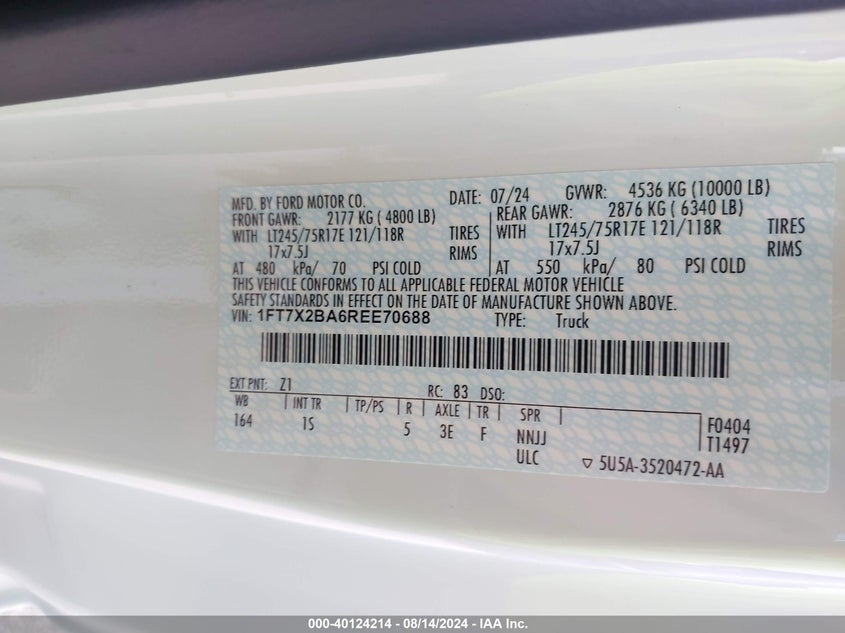 MFD. BY FORD MOTOR CO. DATE: 07/24 GVWR: 4536 KG (10000 LB)
FRONT GAWR: 2177 KG ( 4800 LB) REAR GAWR: 2876 KG ( 6340 LB)
WITH LT245/75R17E 121/118R TIRES WITH LT245/75R17E 121/118R TIRES
17x7.5J RIMS 17x7.5J RIMS
AT 480 kPa/ 70 PSI COLD AT 550 kPa/ 80 PSI COLD
THIS VEHICLE CONFORMS TO ALL APPLICABLE FEDERAL MOTOR VEHICLE
SAFETY STANDARDS IN EFFECT ON THE DATE OF MANUFACTURE SHOWN ABOVE.
VIN: 1FT7X2BA6REE70688 TYPE: Truck
EXT PNT: Z1 RC: 83 DSO:
WB INT TR TP/PS R AXLE TR SPR F0404
164 1S 5 3E F NNJJ T1497
ULC ▽ 5U5A-3520472-AA
000-40124214 - 08/14/2024 - IAA Inc.